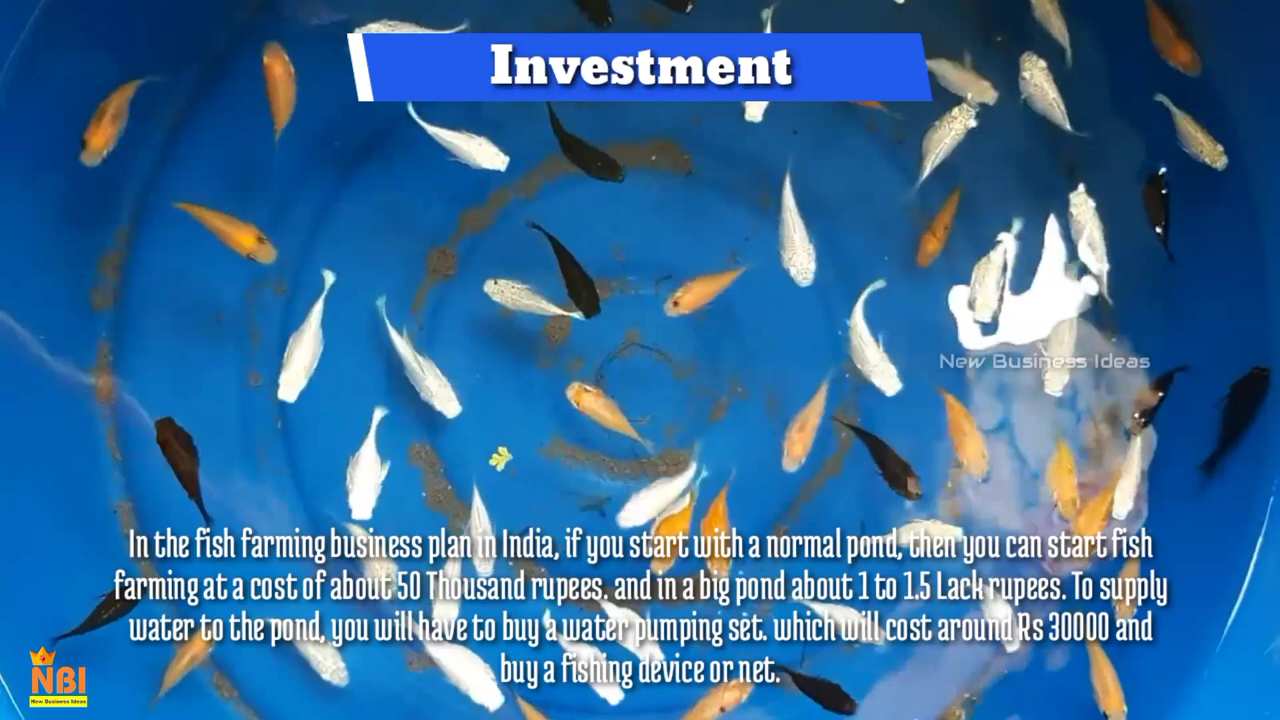 Investment
New Business Ideas
In the fish farming business plan in India, if you start with a normal pond, then you can start fish
farming at a cost of about 50 Thousand rupees. and in a big pond about 1 to 1.5 Lack rupees. To supply
water to the pond, you will have to buy a water pumping set. which will cost around Rs 30000 and
buy a fishing device or net.
NBI
New Business Ideas